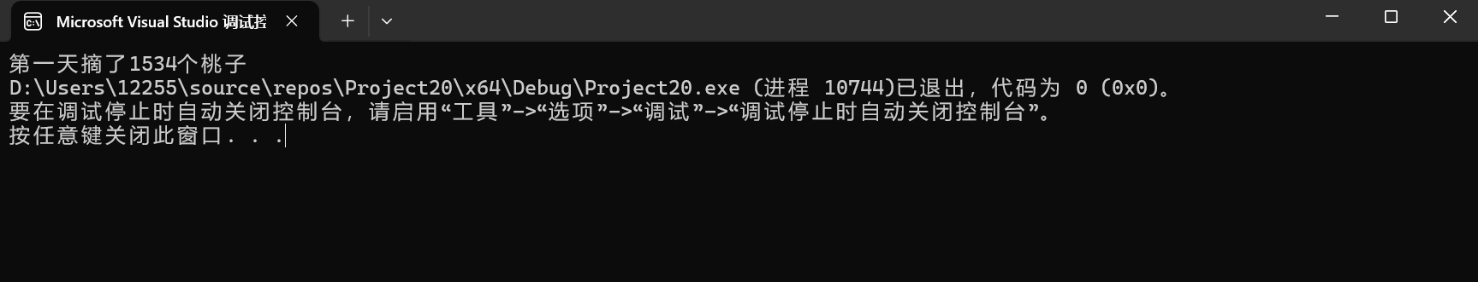 Microsoft Visual Studio 调试控
第一天摘了1534个桃子
D:\Users\12255\source\repos\Project20\x64\Debug\Project20.exe (进程 10744)已退出，代码为 0 (0x0)。
要在调试停止时自动关闭控制台，请启用“工具”->“选项”->“调试”->“调试停止时自动关闭控制台”。
按任意键关闭此窗口. . .